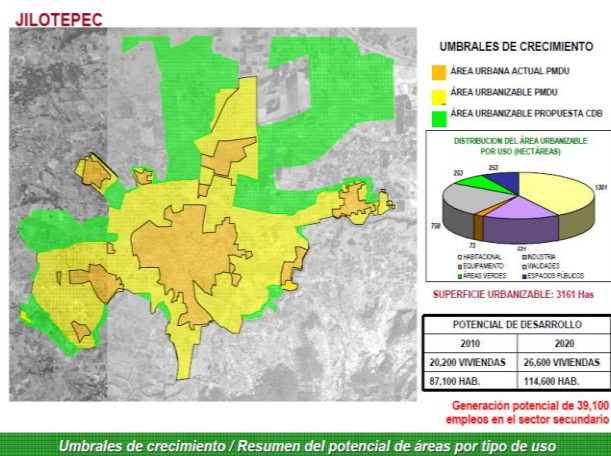 JILOTEPEC
UMBRALES DE CRECIMIENTO
ÁREA URBANA ACTUAL PMDU
ÁREA URBANIZABLE PMDU
ÁREA URBANIZABLE PROPUESTA CDB
DISTRIBUCION DEL ÁREA URBANIZABLE
POR USO (HECTÁREAS)
253
253
1301
758
73
HABITACIONAL
INDUSTRIA
EQUIPAMIENTO
VIALIDADES
ÁREAS VERDES
ESPACIOS PÚBLICOS
SUPERFICIE URBANIZABLE: 3161 Has
POTENCIAL DE DESARROLLO
2010 2020
20,200 VIVIENDAS 26,600 VIVIENDAS
87,100 HAB. 114,600 HAB.
Generación potencial de 39,100
empleos en el sector secundario
Umbrales de crecimiento / Resumen del potencial de áreas por tipo de uso